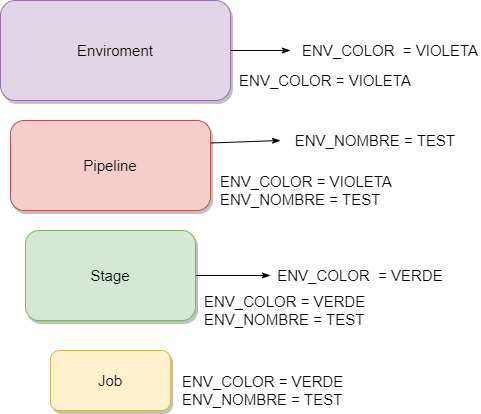 Enviroment
ENV_COLOR = VIOLETA
ENV_COLOR = VIOLETA
Pipeline
ENV_NOMBRE = TEST
ENV_COLOR = VIOLETA
ENV_NOMBRE = TEST
Stage
ENV_COLOR = VERDE
ENV_COLOR = VERDE
ENV_NOMBRE = TEST
Job
ENV_COLOR = VERDE
ENV_NOMBRE = TEST